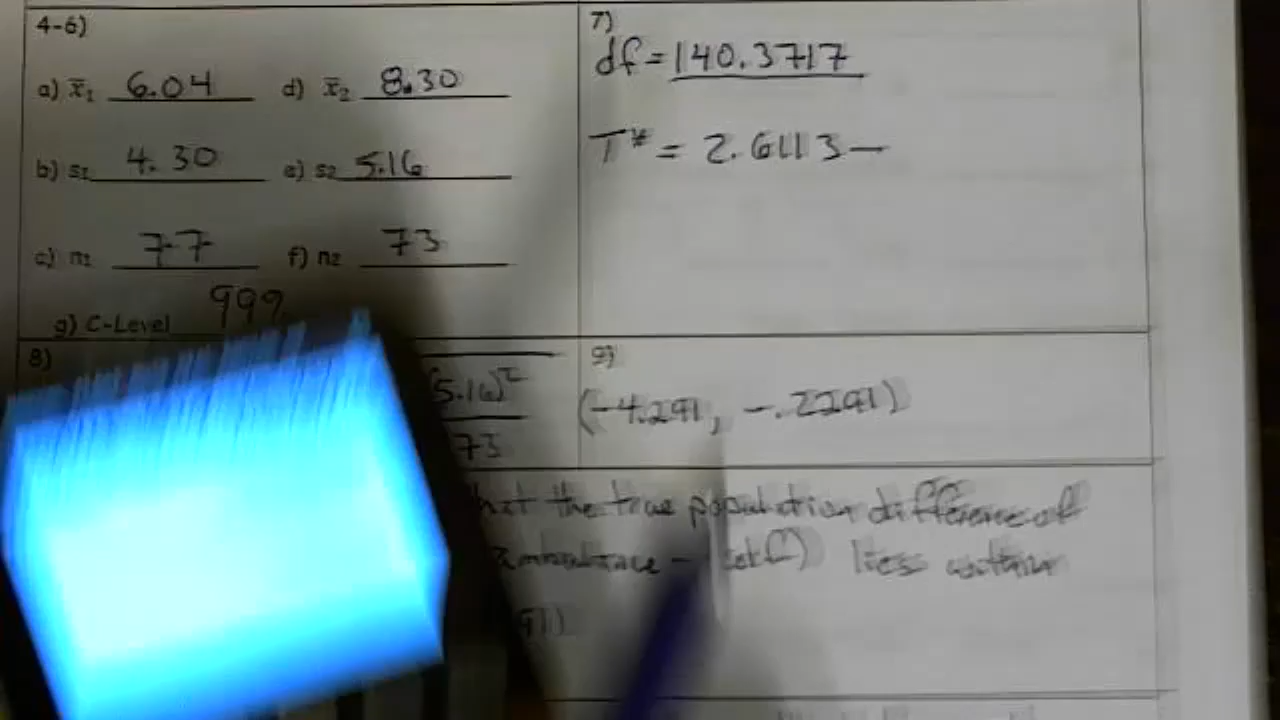 4-6)
a) x̄₁ 6.04 d) x̄₂ 8.30
b) s₁ 4.30 e) s₂ 5.16
c) n₁ 77 f) n₂ 73
g) C-Level 999
7)
df = 140.3717
T* = 2.6113 —
8)
(5.16)²
73
9)
(-4.291, -.2291)
the true population difference of
lies within